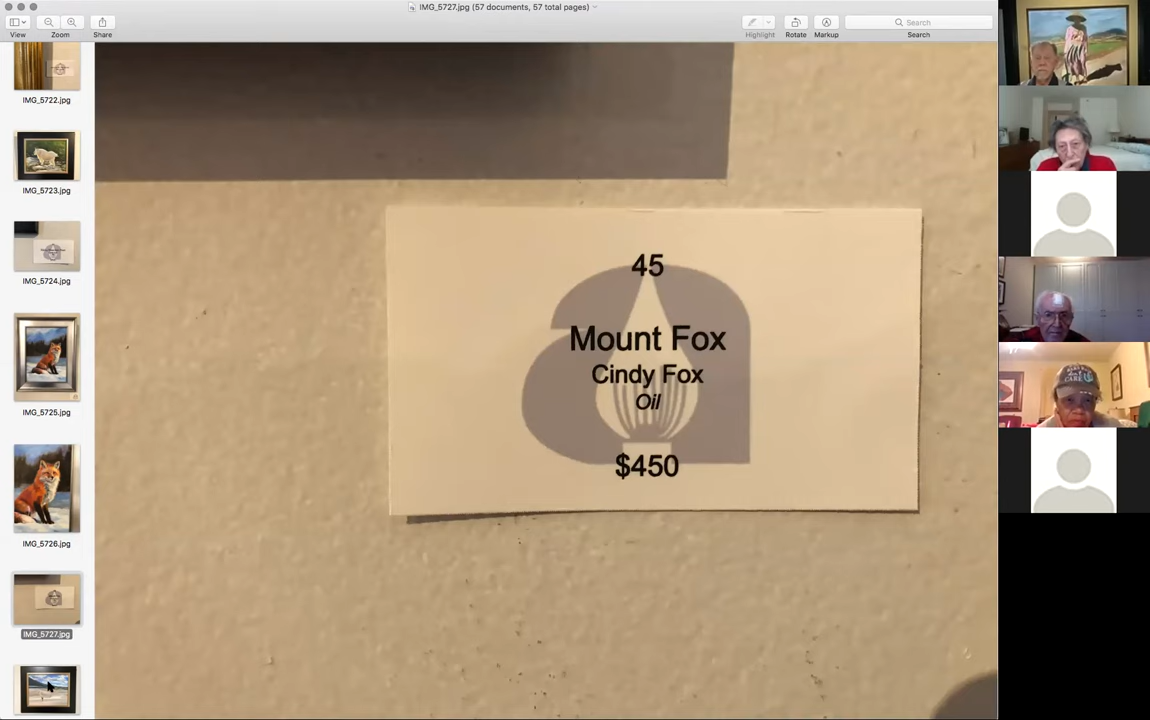 IMG_5727.jpg (57 documents, 57 total pages)
View
Zoom
Share
Highlight
Rotate
Markup
Search
Search
IMG_5722.jpg
IMG_5723.jpg
IMG_5724.jpg
IMG_5725.jpg
IMG_5726.jpg
IMG_5727.jpg
45
Mount Fox
Cindy Fox
Oil
$450